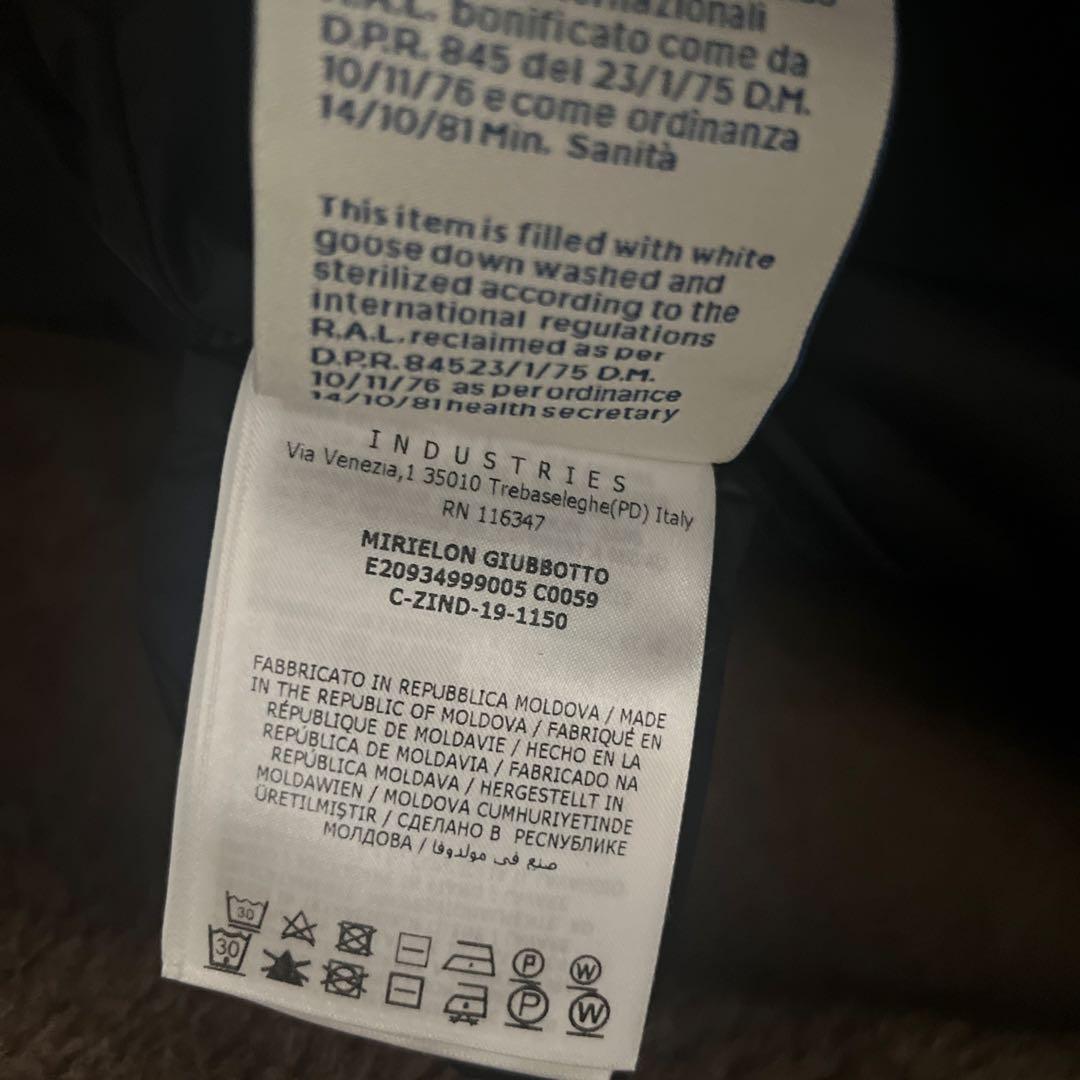 bonificato come da
D.P.R. 845 del 23/1/75 D.M.
10/11/76 e come ordinanza
14/10/81 Min. Sanità
This item is filled with white
goose down washed and
sterilized according to the
international regulations
R.A.L. reclaimed as per
D.P.R. 84523/1/75 D.M.
10/11/76 as per ordinance
14/10/81 health secretary
INDUSTRIES
Via Venezia,1 35010 Trebaseleghe(PD) Italy
RN 116347
MIRIELON GIUBBOTTO
E20934999005 C0059
C-ZIND-19-1150
FABBRICATO IN REPUBBLICA MOLDOVA / MADE
IN THE REPUBLIC OF MOLDOVA / FABRIQUÉ EN
RÉPUBLIQUE DE MOLDAVIE / HECHO EN LA
REPÚBLICA DE MOLDAVIA / FABRICADO NA
REPÚBLICA MOLDAVA / HERGESTELLT IN
MOLDAWIEN / MOLDOVA CUMHURIYETINDE
ÜRETILMIŞTIR / СДЕЛАНО В РЕСПУБЛИКЕ
МОЛДОВА / صنع في مولدوفا
30 P W
30 P W